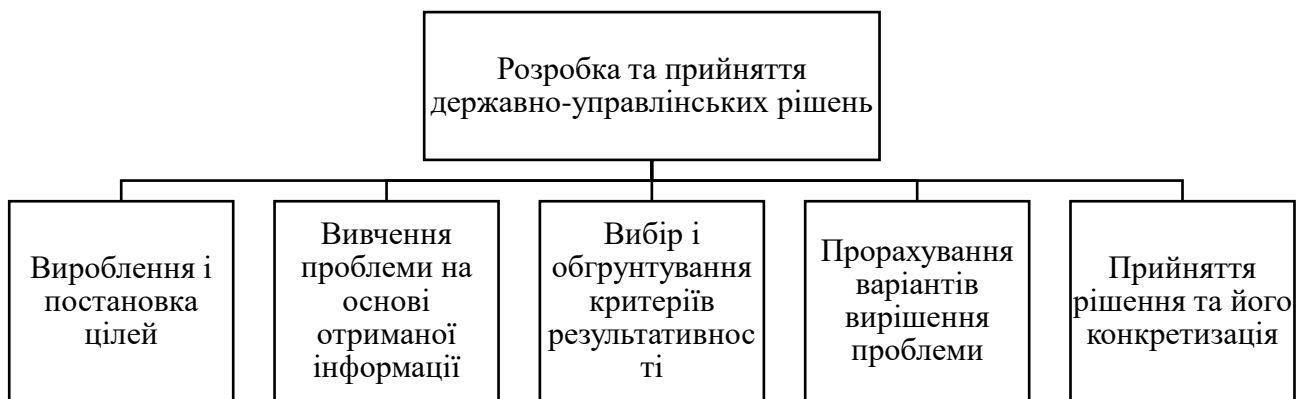 Розробка та прийняття
державно-управлінських рішень
Вироблення і
постановка
цілей
Вивчення
проблеми на
основі
отриманої
інформації
Вибір і
обгрунтування
критеріїв
результативнос
ті
Прорахування
варіантів
вирішення
проблеми
Прийняття
рішення та його
конкретизація